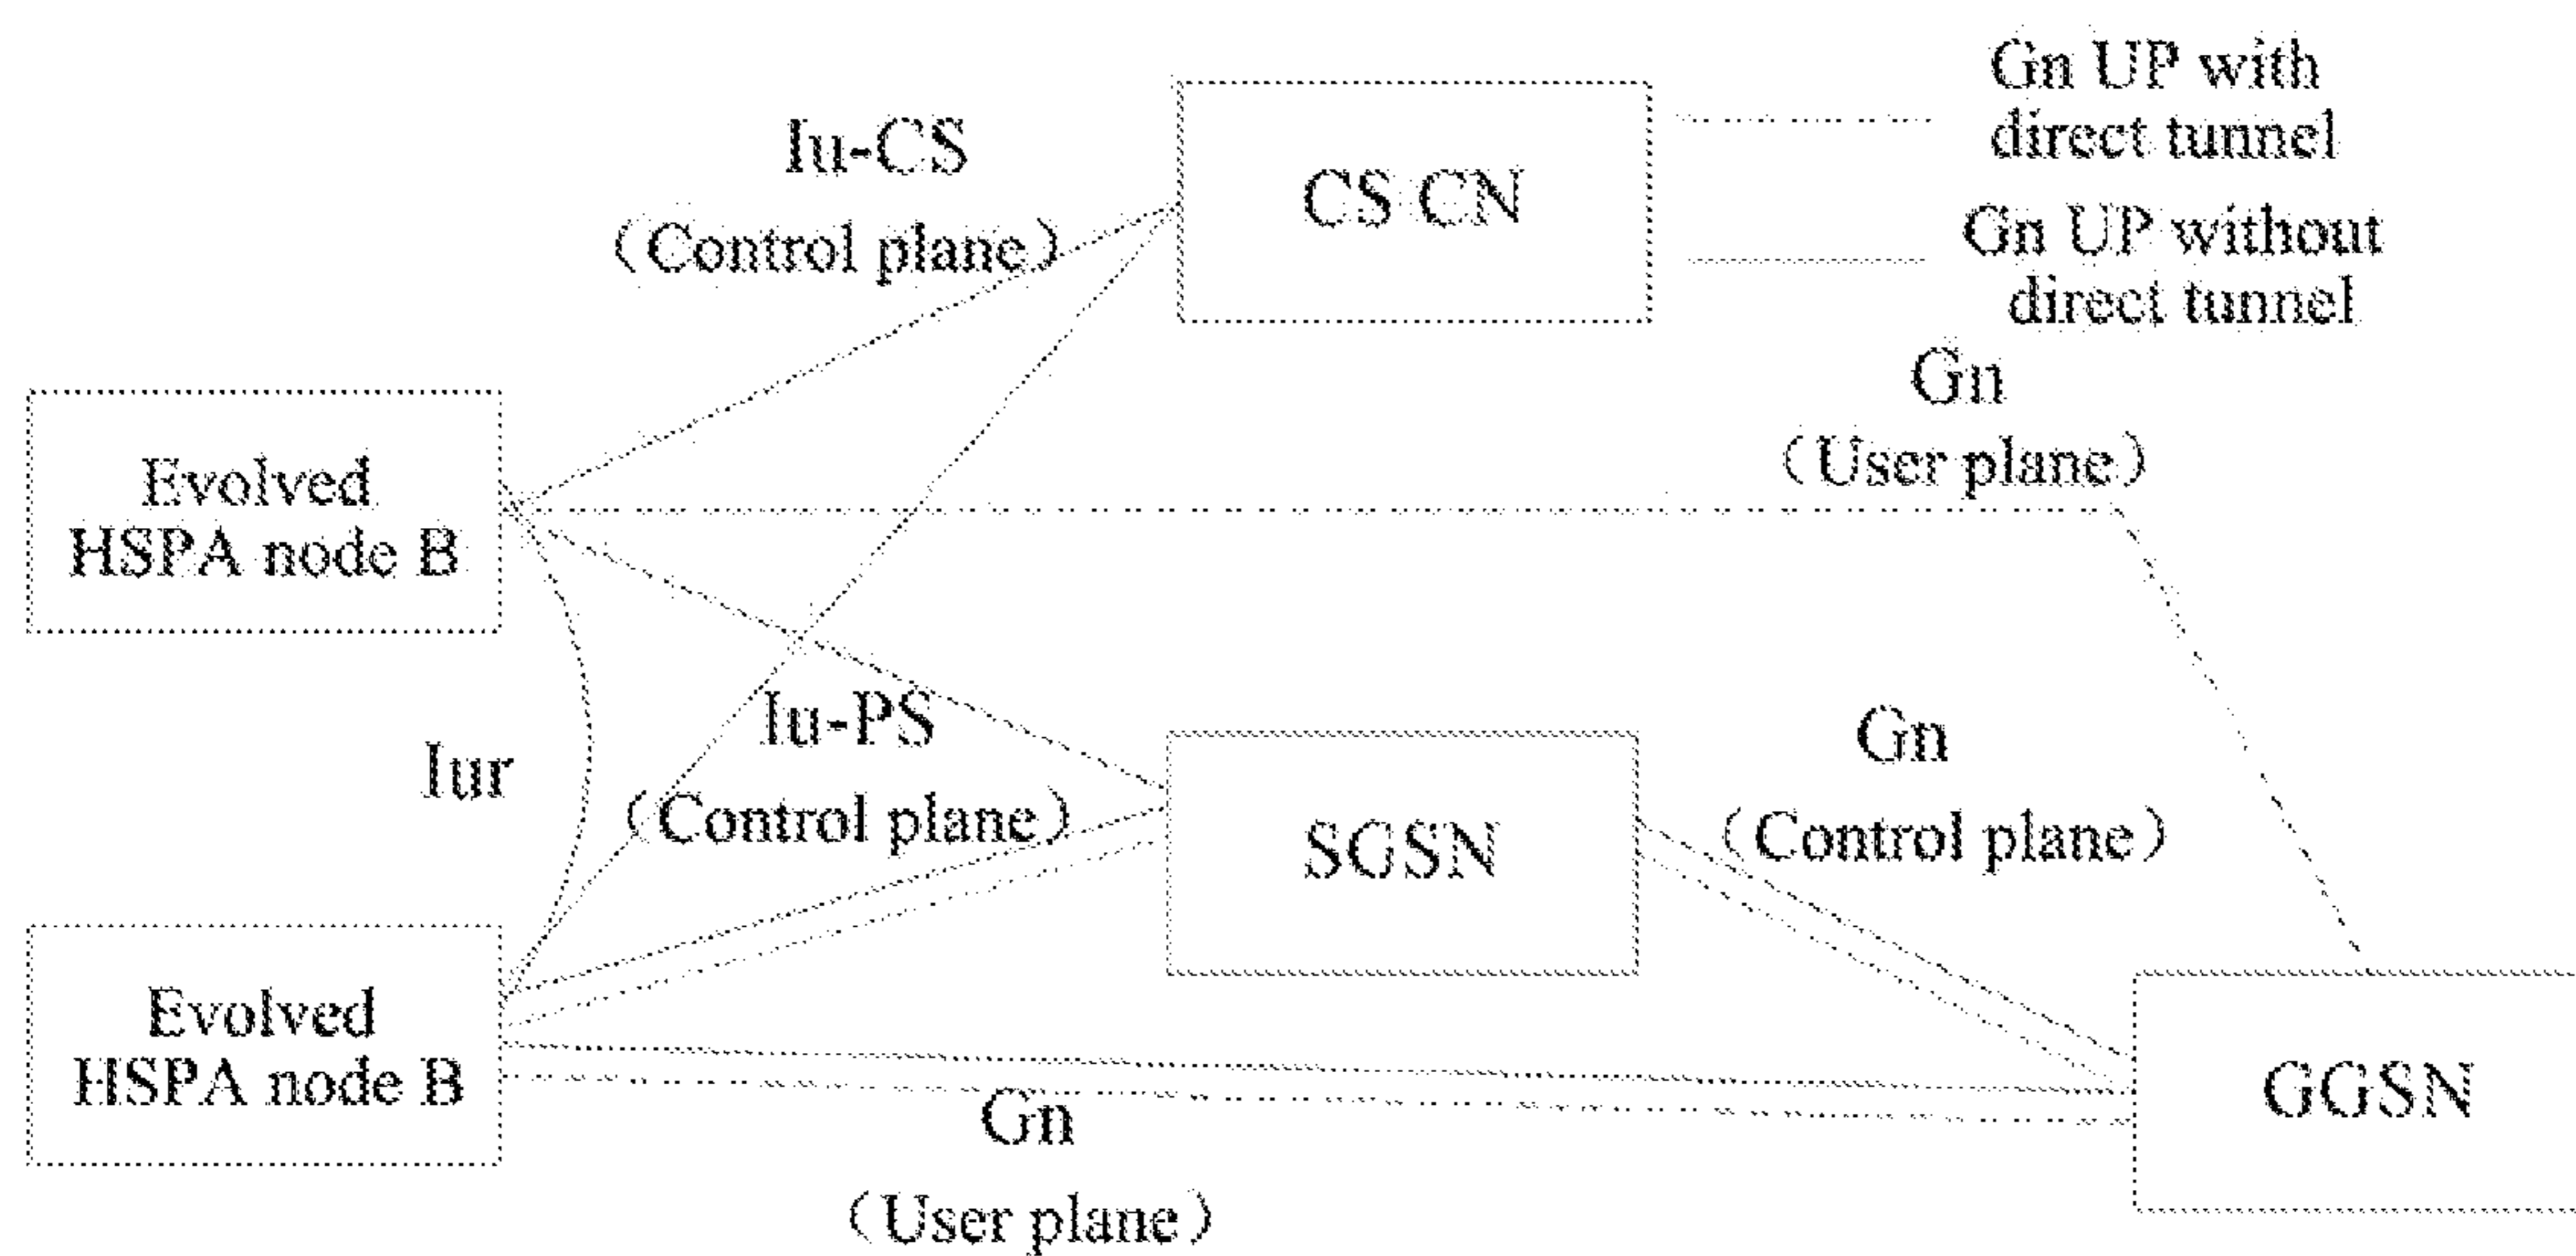 Gn UP with
direct tunnel
Iu-CS
（Control plane）
CS CN
Gn UP without
direct tunnel
Gn
（User plane）
Evolved
HSPA node B
Iu-PS
（Control plane）
Iur
SGSN
Gn
（Control plane）
Evolved
HSPA node B
GGSN
Gn
（User plane）